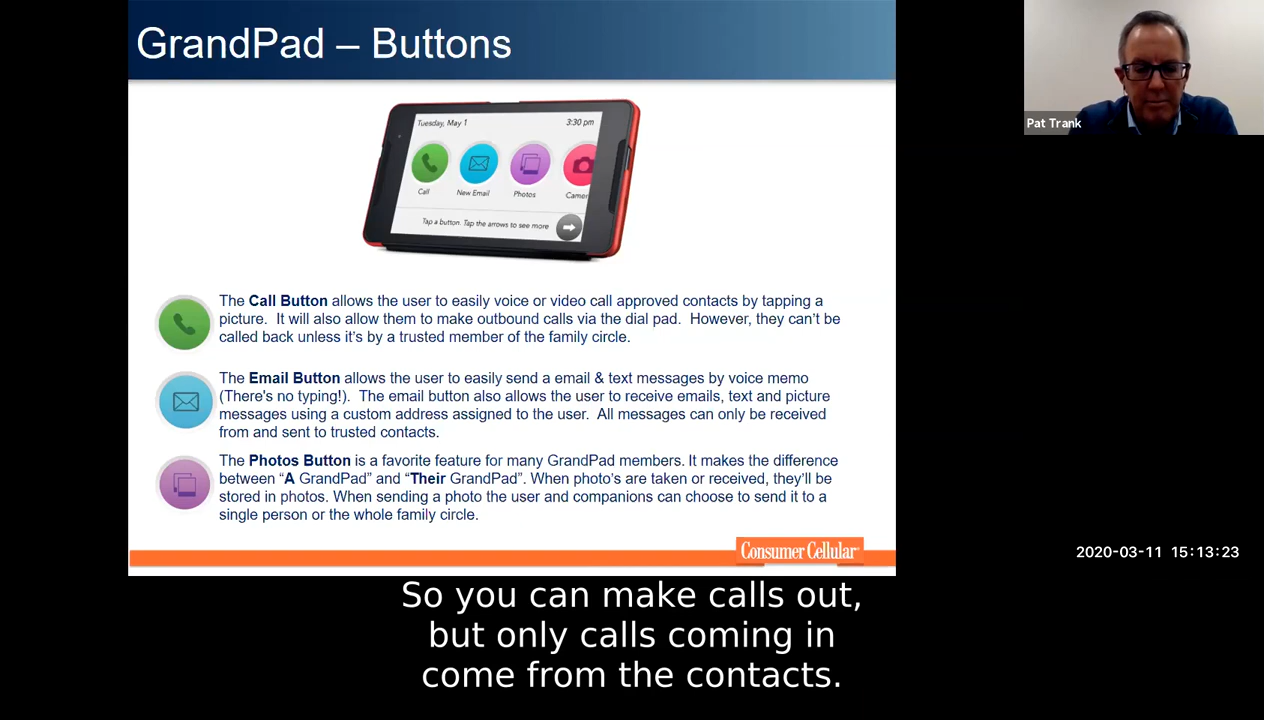 GrandPad – Buttons
Pat Trank
Tuesday, May 1
3:30 pm
Call
New Email
Photos
Camer
Tap a button. Tap the arrows to see more
The Call Button allows the user to easily voice or video call approved contacts by tapping a
picture. It will also allow them to make outbound calls via the dial pad. However, they can't be
called back unless it's by a trusted member of the family circle.
The Email Button allows the user to easily send a email & text messages by voice memo
(There's no typing!). The email button also allows the user to receive emails, text and picture
messages using a custom address assigned to the user. All messages can only be received
from and sent to trusted contacts.
The Photos Button is a favorite feature for many GrandPad members. It makes the difference
between “A GrandPad” and “Their GrandPad”. When photo's are taken or received, they'll be
stored in photos. When sending a photo the user and companions can choose to send it to a
single person or the whole family circle.
Consumer Cellular
2020-03-11 15:13:23
So you can make calls out,
but only calls coming in
come from the contacts.